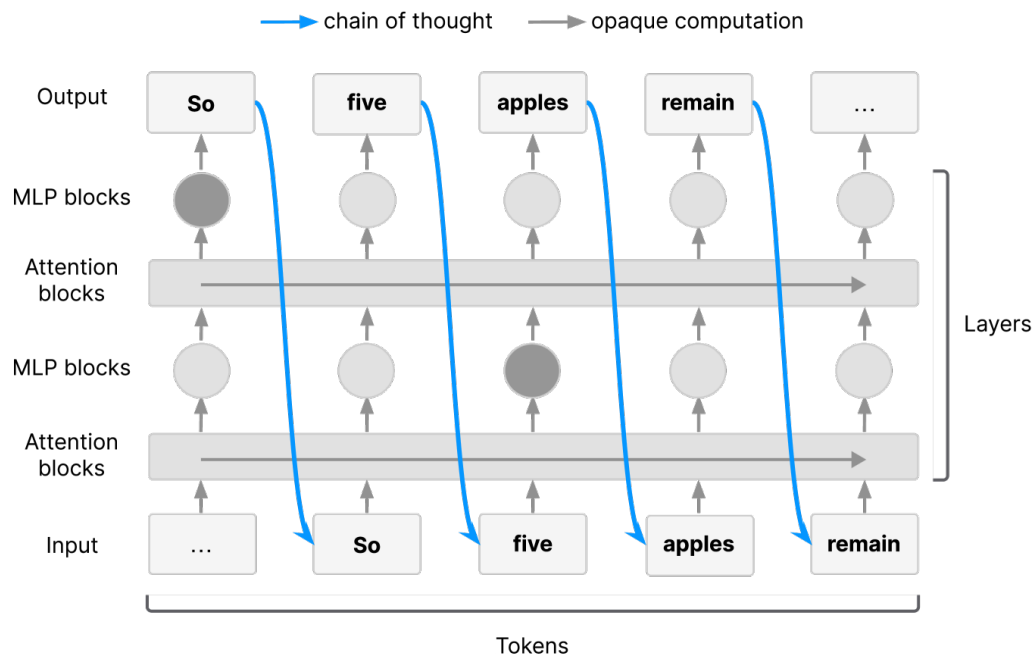 chain of thought
opaque computation
Output
So
five
apples
remain
...
MLP blocks
Attention
blocks
MLP blocks
Attention
blocks
Layers
Input
...
So
five
apples
remain
Tokens